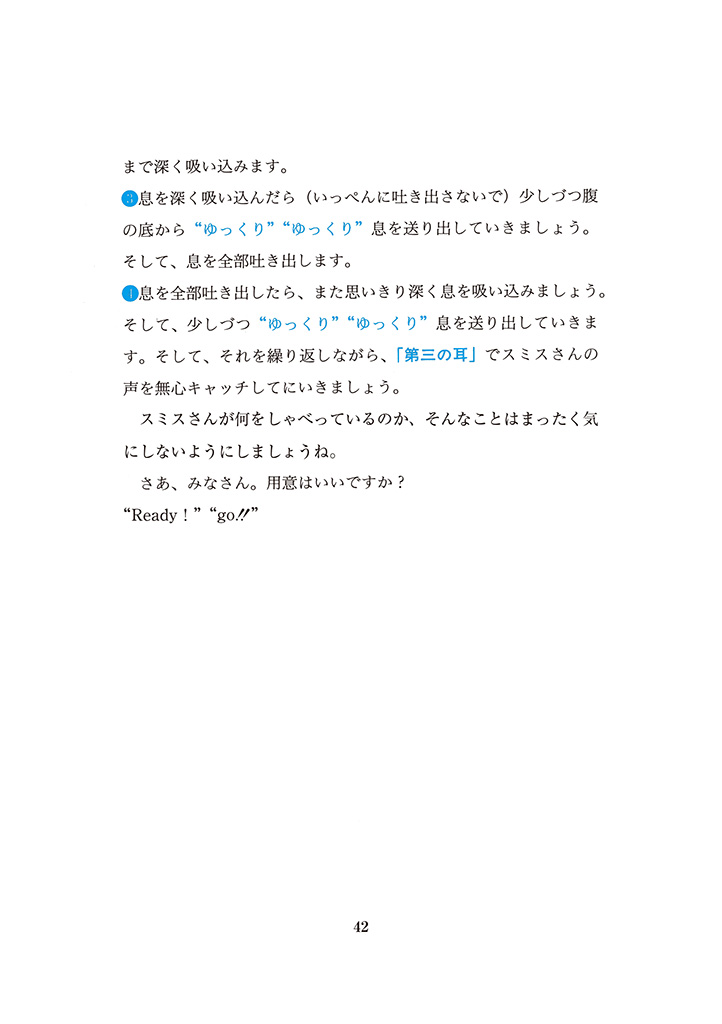 まで深く吸い込みます。
❸息を深く吸い込んだら（いっぺんに吐き出さないで）少しづつ腹
の底から“ゆっくり”“ゆっくり”息を送り出していきましょう。
そして、息を全部吐き出します。
❹息を全部吐き出したら、また思いきり深く息を吸い込みましょう。
そして、少しづつ“ゆっくり”“ゆっくり”息を送り出していきま
す。そして、それを繰り返しながら、「第三の耳」でスミスさんの
声を無心キャッチしてにいきましょう。
スミスさんが何をしゃべっているのか、そんなことはまったく気
にしないようにしましょうね。
さあ、みなさん。用意はいいですか？
“Ready！”“go!!”
42